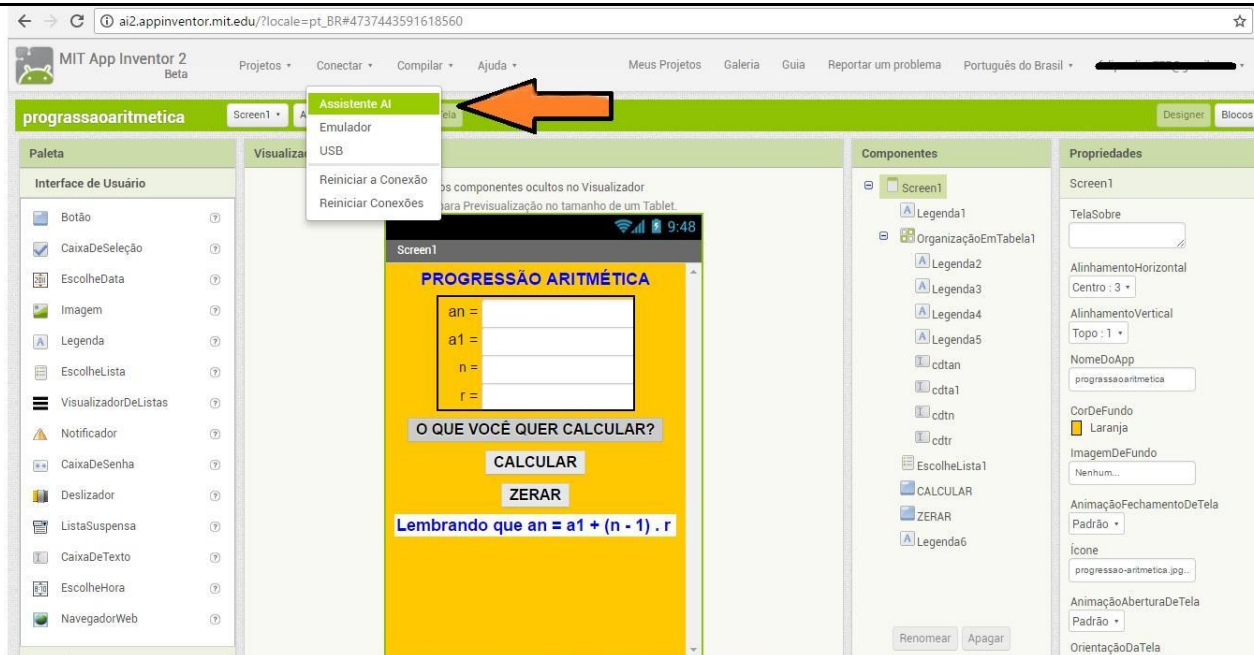 ai2.appinventor.mit.edu/?locale=pt_BR#4737443591618560
MIT App Inventor 2
Beta
Projetos
Conectar
Compilar
Ajuda
Meus Projetos
Galeria
Guia
Reportar um problema
Português do Brasil
prograssaoaritmetica
Screen1
Assistente AI
Emulador
USB
Reiniciar a Conexão
Reiniciar Conexões
Designer
Blocos
Paleta
Interface de Usuário
Botão
CaixaDeSeleção
EscolheData
Imagem
Legenda
EscolheLista
VisualizadorDeListas
Notificador
CaixaDeSenha
Deslizador
ListaSuspensa
CaixaDeTexto
EscolheHora
NavegadorWeb
os componentes ocultos no Visualizador
para Previsualização no tamanho de um Tablet.
9:48
Screen1
PROGRESSÃO ARITMÉTICA
an =
a1 =
n =
r =
O QUE VOCÊ QUER CALCULAR?
CALCULAR
ZERAR
Lembrando que an = a1 + (n - 1) . r
Componentes
Screen1
Legenda1
OrganizaçãoEmTabela1
Legenda2
Legenda3
Legenda4
Legenda5
cdtan
cdta1
cdtn
cdtr
EscolheLista1
CALCULAR
ZERAR
Legenda6
Renomear
Apagar
Propriedades
Screen1
TelaSobre
AlinhamentoHorizontal
Centro : 3
AlinhamentoVertical
Topo : 1
NomeDoApp
prograssaoaritmetica
CorDeFundo
Laranja
ImagemDeFundo
Nenhum...
AnimaçãoFechamentoDeTela
Padrão
Ícone
progressao-aritmetica.jpg...
AnimaçãoAberturaDeTela
Padrão
OrientaçãoDaTela